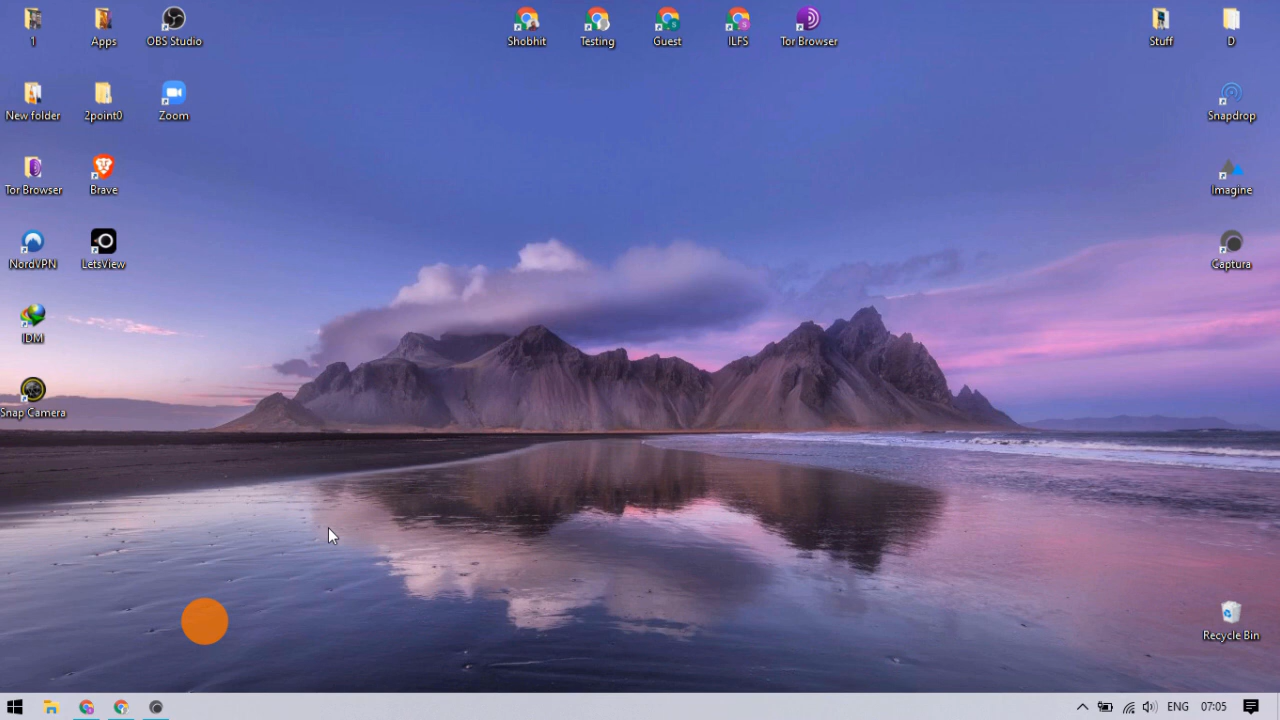 1
Apps
OBS Studio
Shobhit
Testing
Guest
ILFS
Tor Browser
Stuff
D
New folder
2point0
Zoom
Snapdrop
Tor Browser
Brave
Imagine
NordVPN
LetsView
Captura
IDM
Snap Camera
Recycle Bin
ENG
07:05